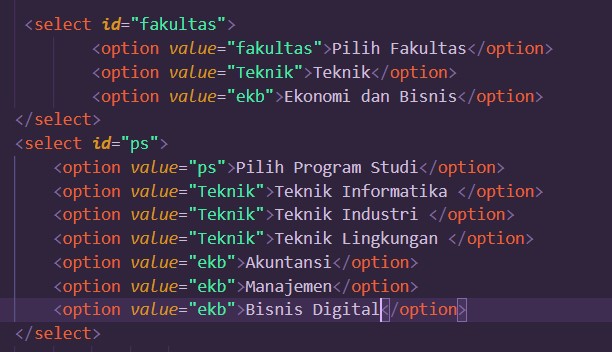 <select id="fakultas">
<option value="fakultas">Pilih Fakultas</option>
<option value="Teknik">Teknik</option>
<option value="ekb">Ekonomi dan Bisnis</option>
</select>
<select id="ps">
<option value="ps">Pilih Program Studi</option>
<option value="Teknik">Teknik Informatika </option>
<option value="Teknik">Teknik Industri </option>
<option value="Teknik">Teknik Lingkungan </option>
<option value="ekb">Akuntansi</option>
<option value="ekb">Manajemen</option>
<option value="ekb">Bisnis Digital</option>
</select>